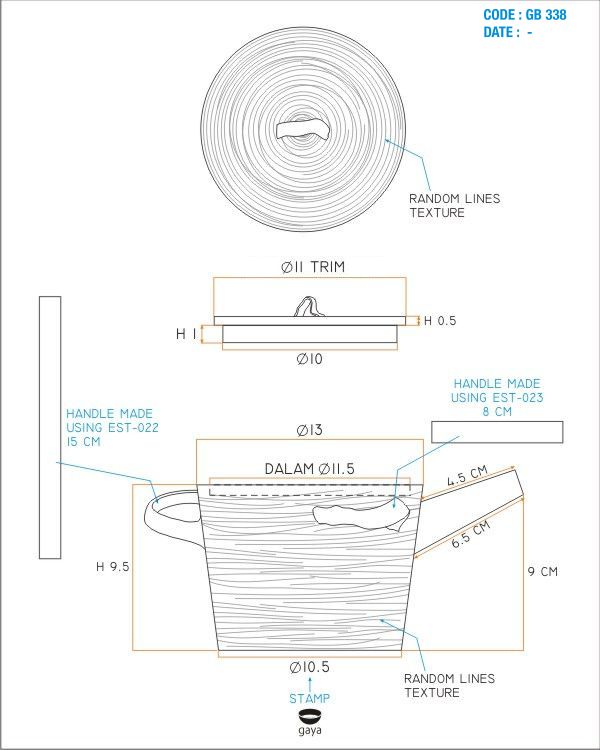 CODE : GB 338
DATE : -
RANDOM LINES
TEXTURE
Ø11 TRIM
H 0.5
H 1
Ø10
HANDLE MADE
USING EST-023
8 CM
HANDLE MADE
USING EST-022
15 CM
Ø13
DALAM Ø11.5
4.5 CM
6.5 CM
H 9.5
9 CM
Ø10.5
RANDOM LINES
TEXTURE
STAMP
gaya